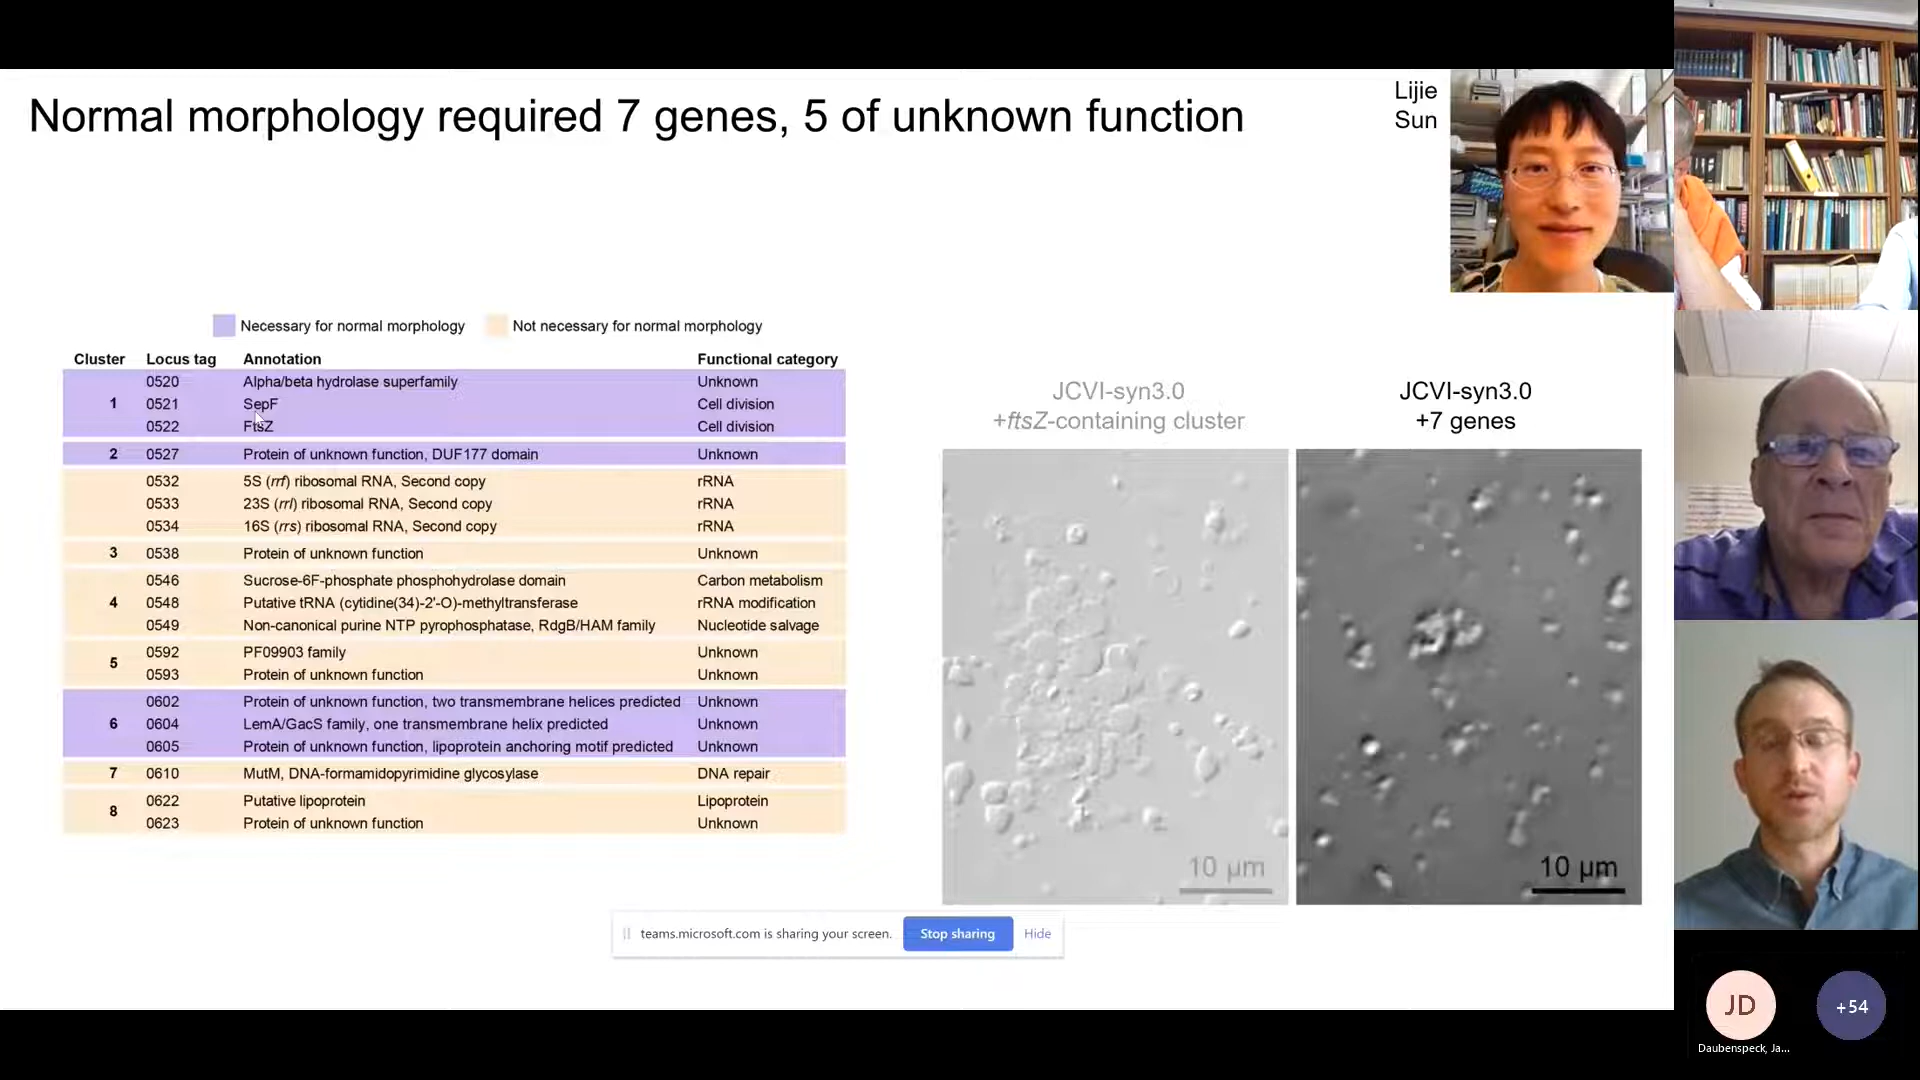 Normal morphology required 7 genes, 5 of unknown function
Lijie
Sun
Necessary for normal morphology Not necessary for normal morphology
Cluster Locus tag Annotation Functional category
0520 Alpha/beta hydrolase superfamily Unknown
1 0521 SepF Cell division
0522 FtsZ Cell division
2 0527 Protein of unknown function, DUF177 domain Unknown
0532 5S (rrf) ribosomal RNA, Second copy rRNA
0533 23S (rrl) ribosomal RNA, Second copy rRNA
0534 16S (rrs) ribosomal RNA, Second copy rRNA
3 0538 Protein of unknown function Unknown
0546 Sucrose-6F-phosphate phosphohydrolase domain Carbon metabolism
4 0548 Putative tRNA (cytidine(34)-2'-O)-methyltransferase rRNA modification
0549 Non-canonical purine NTP pyrophosphatase, RdgB/HAM family Nucleotide salvage
5 0592 PF09903 family Unknown
0593 Protein of unknown function Unknown
0602 Protein of unknown function, two transmembrane helices predicted Unknown
6 0604 LemA/GacS family, one transmembrane helix predicted Unknown
0605 Protein of unknown function, lipoprotein anchoring motif predicted Unknown
7 0610 MutM, DNA-formamidopyrimidine glycosylase DNA repair
8 0622 Putative lipoprotein Lipoprotein
0623 Protein of unknown function Unknown
JCVI-syn3.0
+ftsZ-containing cluster
10 µm
JCVI-syn3.0
+7 genes
10 µm
teams.microsoft.com is sharing your screen. Stop sharing Hide
JD
Daubenspeck, Ja...
+54